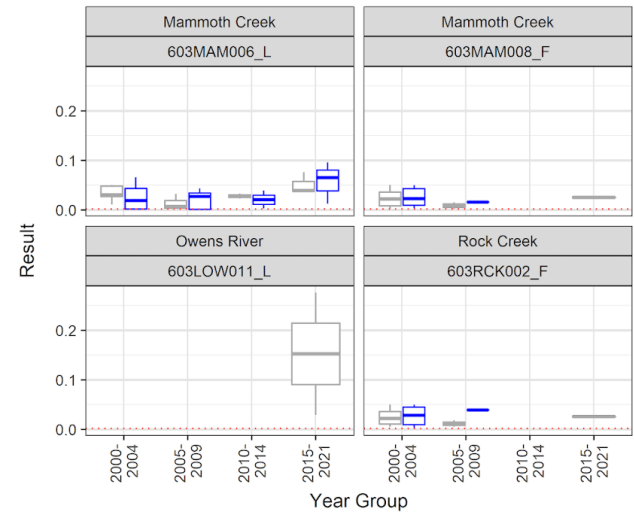 Mammoth Creek
Mammoth Creek
603MAM006_L
603MAM008_F
0.2
0.1
0.0
Owens River
Rock Creek
603LOW011_L
603RCK002_F
0.2
0.1
0.0
Result
2000-
2004
2005-
2009
2010-
2014
2015-
2021
2000-
2004
2005-
2009
2010-
2014
2015-
2021
Year Group